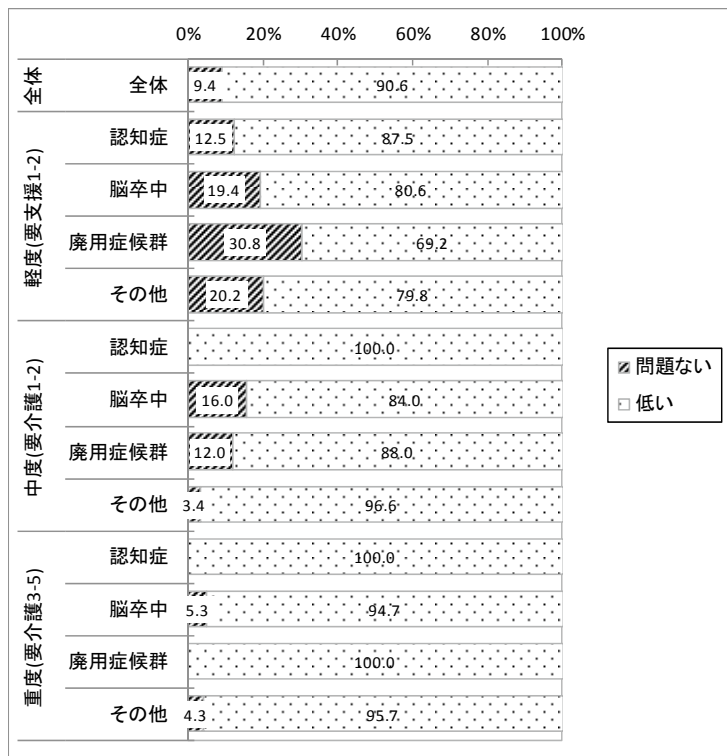 0% 20% 40% 60% 80% 100%
全体
全体 9.4 90.6
軽度(要支援1-2)
認知症 12.5 87.5
脳卒中 19.4 80.6
廃用症候群 30.8 69.2
その他 20.2 79.8
中度(要介護1-2)
認知症 100.0
脳卒中 16.0 84.0
廃用症候群 12.0 88.0
その他 3.4 96.6
重度(要介護3-5)
認知症 100.0
脳卒中 5.3 94.7
廃用症候群 100.0
その他 4.3 95.7
問題ない
低い